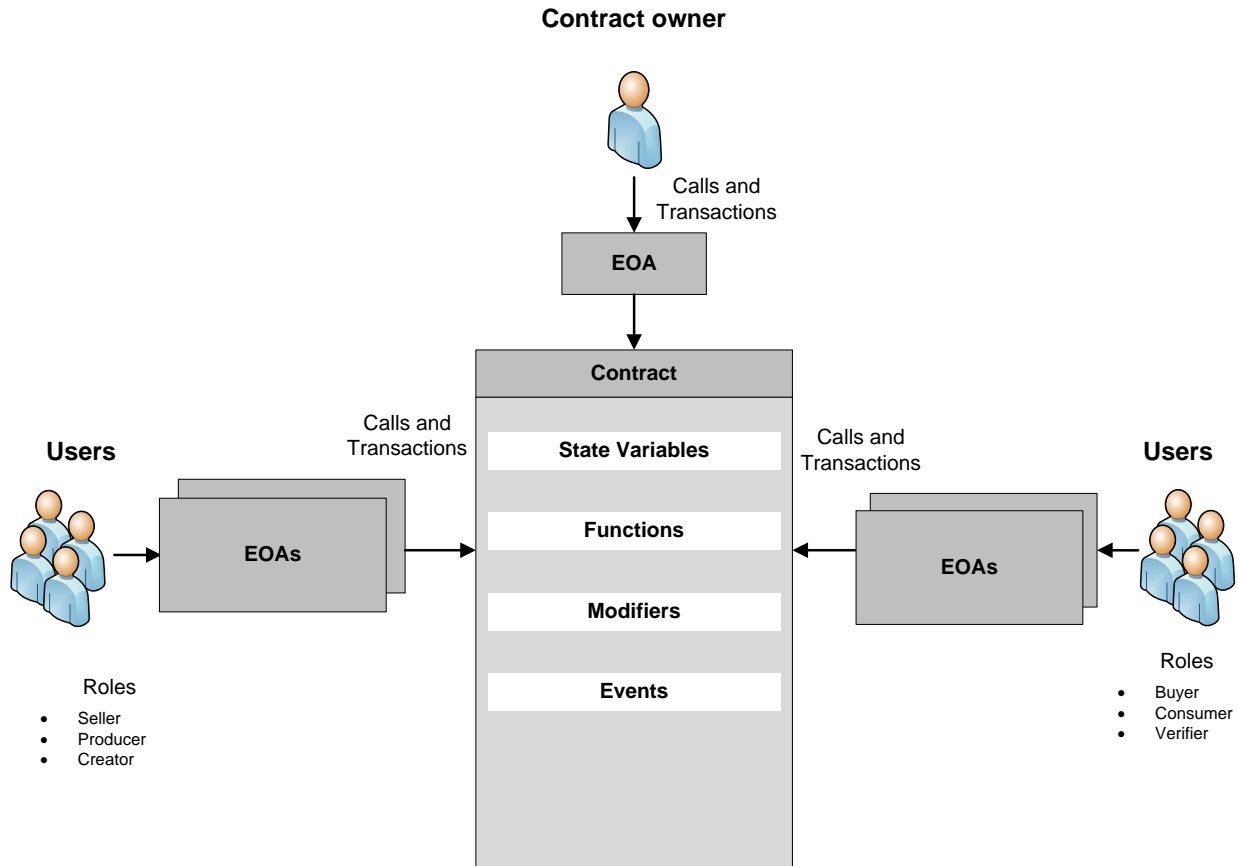 Contract owner
Calls and
Transactions
EOA
Contract
Calls and
Transactions
State Variables
Calls and
Transactions
Users
Users
EOAs
Functions
EOAs
Modifiers
Events
Roles
• Seller
• Producer
• Creator
Roles
• Buyer
• Consumer
• Verifier